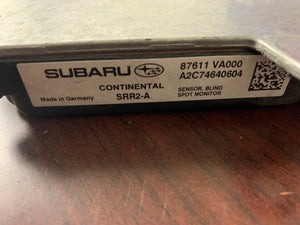 SUBARU
87611 VA000
A2C74640604
CONTINENTAL
SRR2-A
Made in Germany
SENSOR, BLIND
SPOT MONITOR